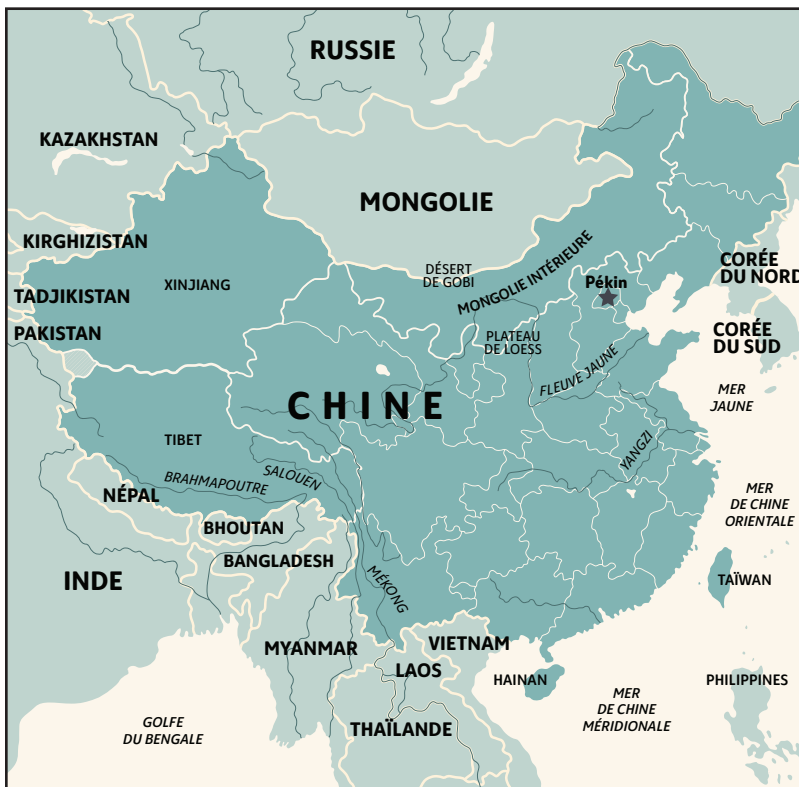 RUSSIE
KAZAKHSTAN
MONGOLIE
KIRGHIZISTAN
DÉSERT
DE GOBI
MONGOLIE INTÉRIEURE
CORÉE
DU NORD
XINJIANG
Pékin
TADJIKISTAN
PAKISTAN
PLATEAU
DE LOESS
CORÉE
DU SUD
FLEUVE JAUNE
MER
JAUNE
CHINE
TIBET
YANGZI
SALOUEN
BRAHMAPOUTRE
NÉPAL
MER
DE CHINE
ORIENTALE
BHOUTAN
BANGLADESH
INDE
MÉKONG
TAÏWAN
MYANMAR
VIETNAM
LAOS
HAINAN
PHILIPPINES
MER
DE CHINE
MÉRIDIONALE
GOLFE
DU BENGALE
THAÏLANDE